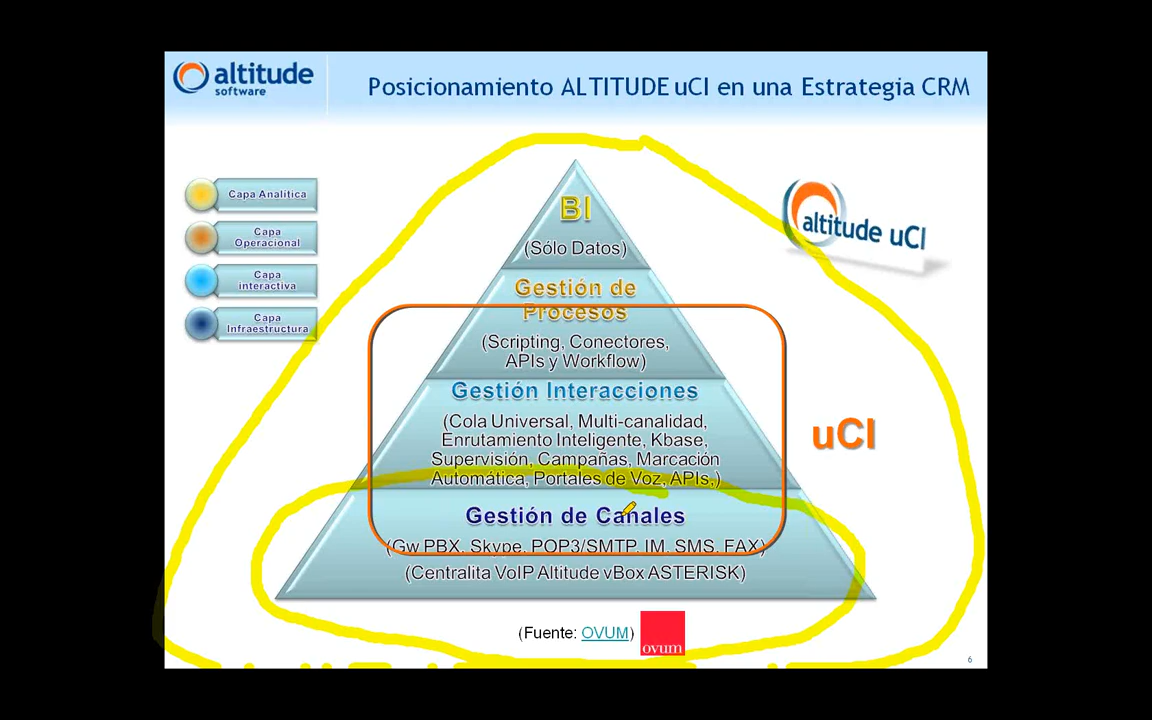 altitude
software
Posicionamiento ALTITUDE uCI en una Estrategia CRM
Capa Analítica
Capa
Operacional
Capa
interactiva
Capa
Infraestructura
BI
(Sólo Datos)
Gestión de
Procesos
(Scripting, Conectores,
APIs y Workflow)
Gestión Interacciones
(Cola Universal, Multi-canalidad,
Enrutamiento Inteligente, Kbase,
Supervisión, Campañas, Marcación
Automática, Portales de Voz, APIs,)
Gestión de Canales
(Gw PBX, Skype, POP3/SMTP, IM, SMS, FAX)
(Centralita VoIP Altitude vBox ASTERISK)
altitude uCI
uCI
(Fuente: OVUM)
ovum
6